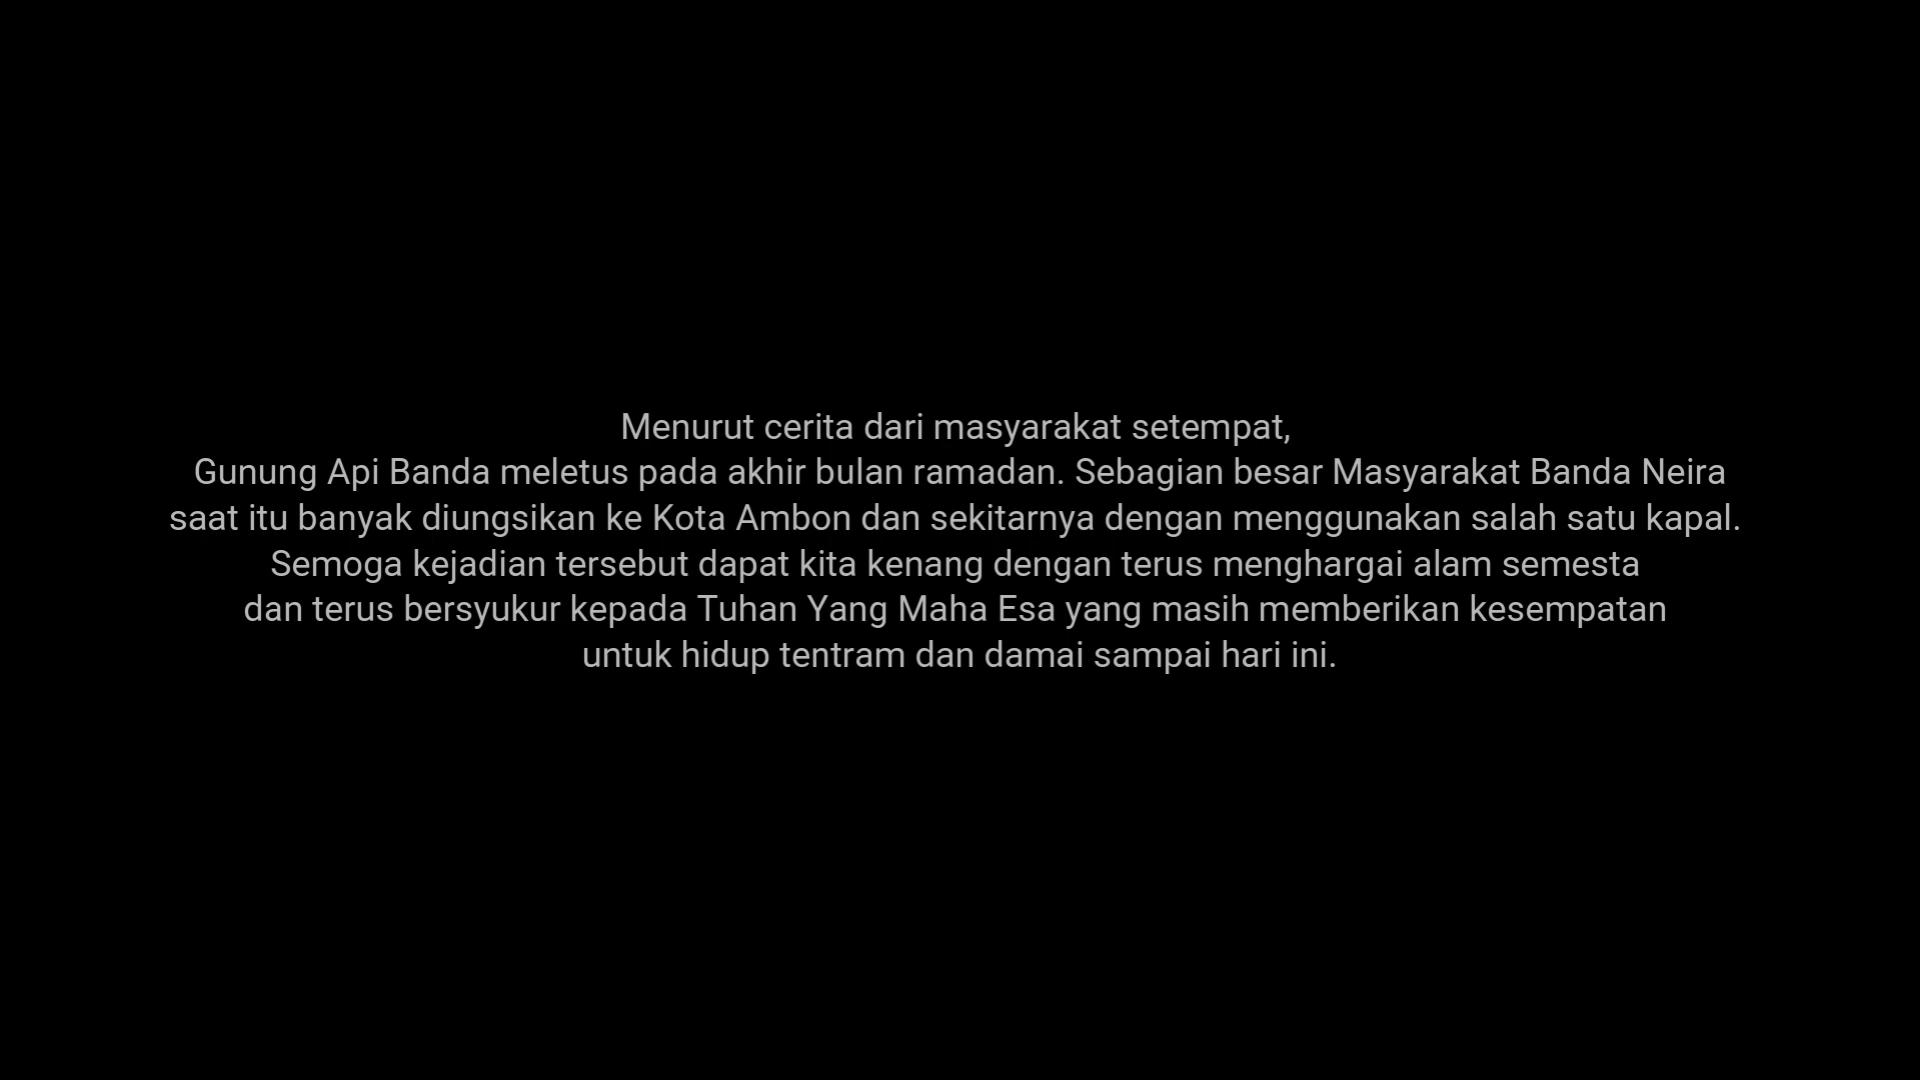 Menurut cerita dari masyarakat setempat,
Gunung Api Banda meletus pada akhir bulan ramadan. Sebagian besar Masyarakat Banda Neira
saat itu banyak diungsikan ke Kota Ambon dan sekitarnya dengan menggunakan salah satu kapal.
Semoga kejadian tersebut dapat kita kenang dengan terus menghargai alam semesta
dan terus bersyukur kepada Tuhan Yang Maha Esa yang masih memberikan kesempatan
untuk hidup tentram dan damai sampai hari ini.